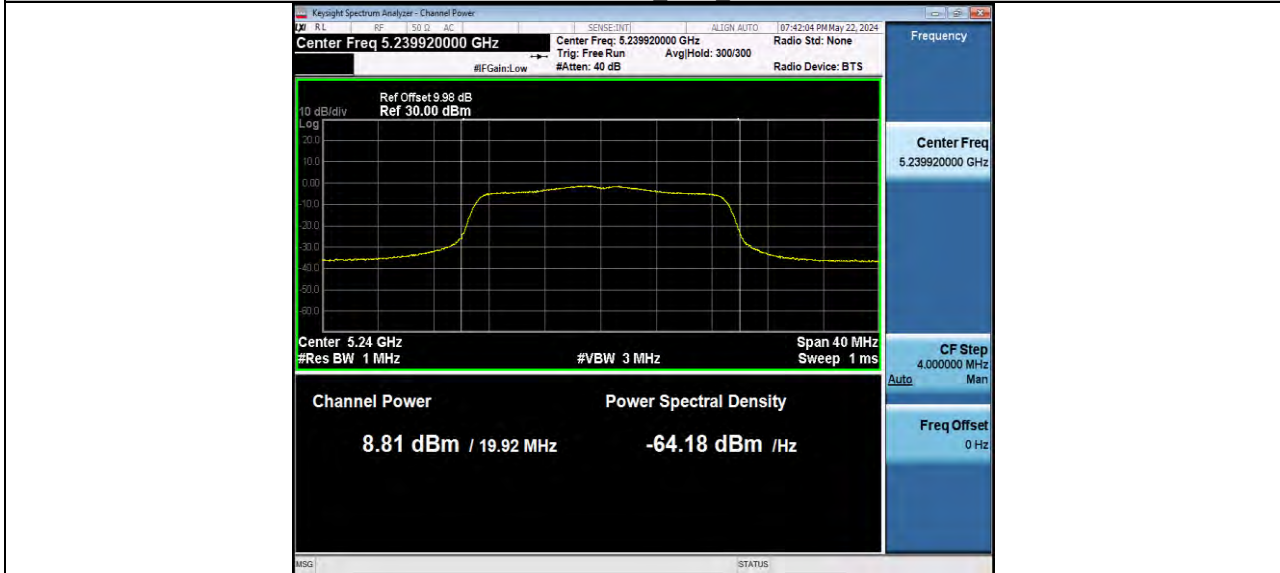 Keysight Spectrum Analyzer - Channel Power
LXI RL RF 50 Ω AC SENSE:INT ALIGN AUTO 07:42:04 PM May 22, 2024
Center Freq 5.239920000 GHz
Center Freq: 5.239920000 GHz Radio Std: None
Trig: Free Run Avg|Hold: 300/300
#IFGain:Low #Atten: 40 dB Radio Device: BTS
Frequency
Ref Offset 9.98 dB
10 dB/div Ref 30.00 dBm
Log
20.0
10.0
0.00
-10.0
-20.0
-30.0
-40.0
-50.0
-60.0
Center Freq
5.239920000 GHz
Center 5.24 GHz Span 40 MHz
#Res BW 1 MHz #VBW 3 MHz Sweep 1 ms
CF Step
4.000000 MHz
Auto Man
Channel Power Power Spectral Density
8.81 dBm / 19.92 MHz -64.18 dBm /Hz
Freq Offset
0 Hz
MSG STATUS